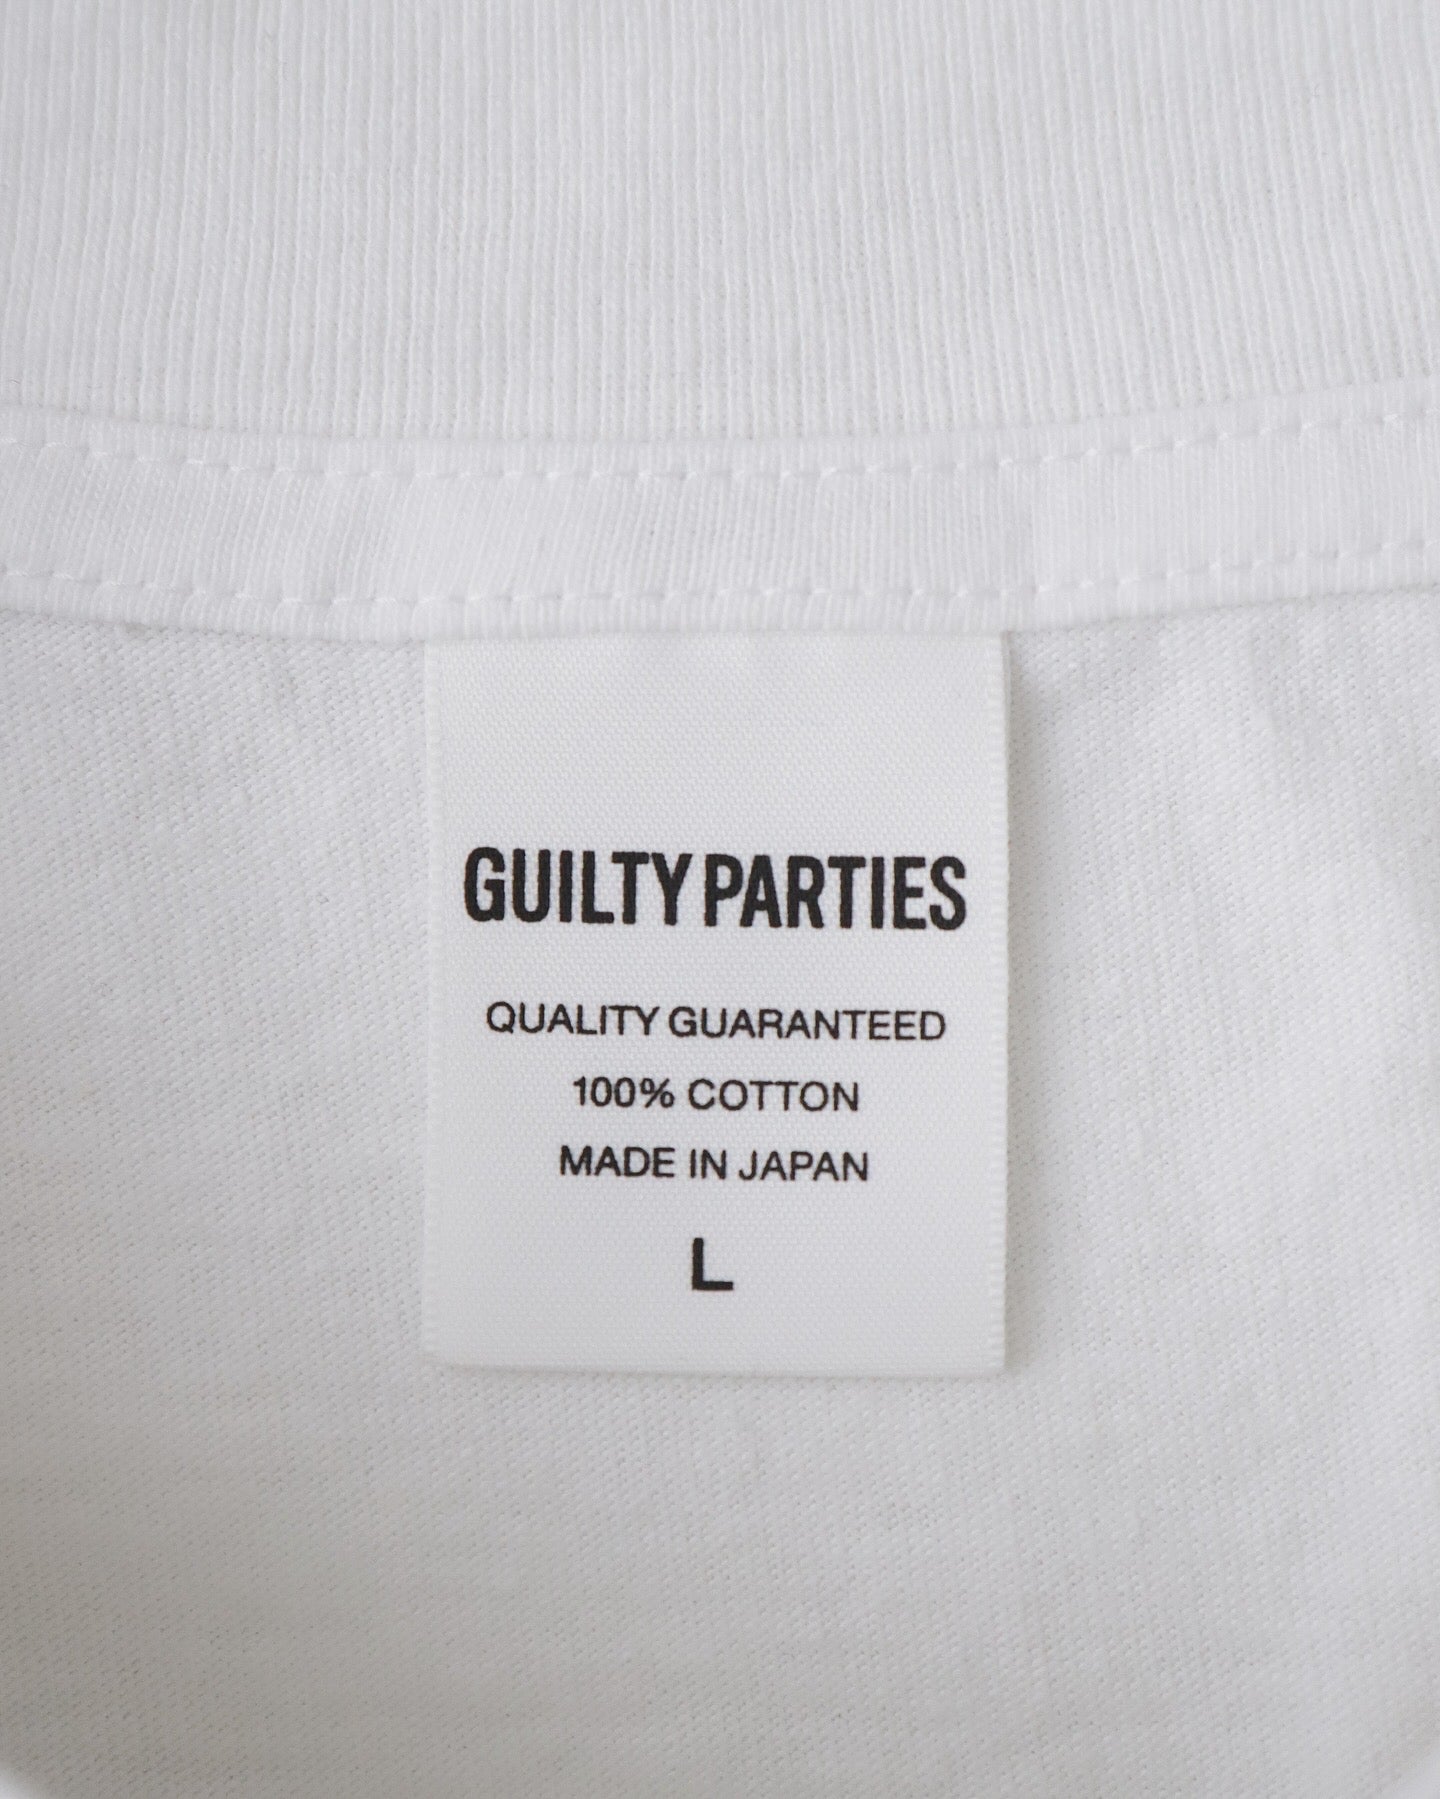 GUILTY PARTIES
QUALITY GUARANTEED
100% COTTON
MADE IN JAPAN
L